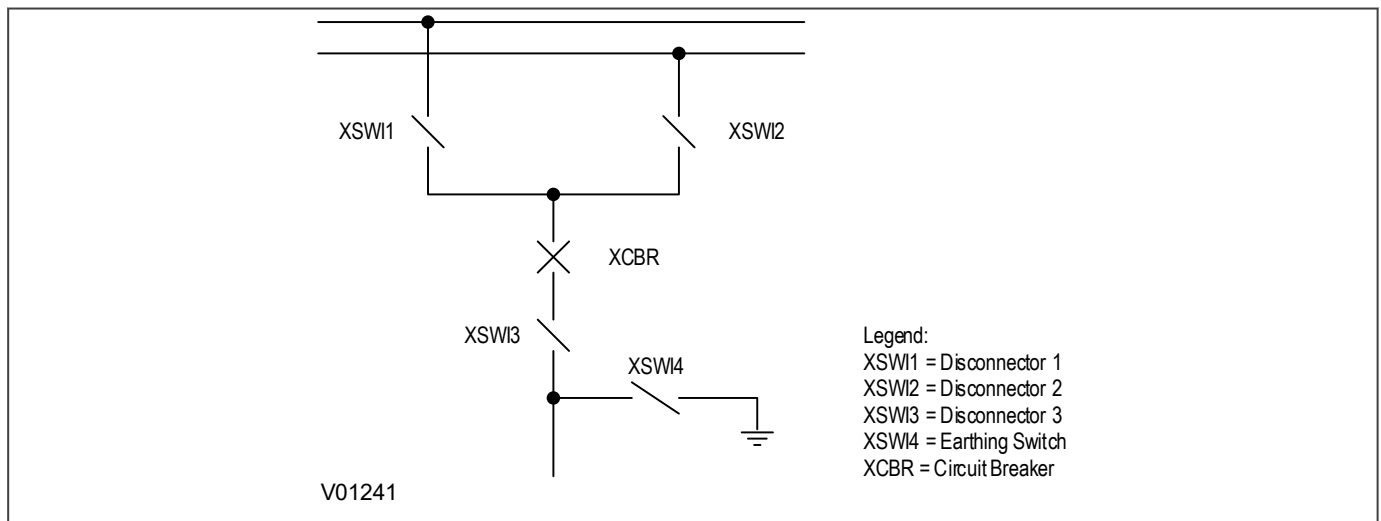 XSWI1
XSWI2
XCBR
XSWI3
XSWI4
Legend:
XSWI1 = Disconnector 1
XSWI2 = Disconnector 2
XSWI3 = Disconnector 3
XSWI4 = Earthing Switch
XCBR = Circuit Breaker
V01241